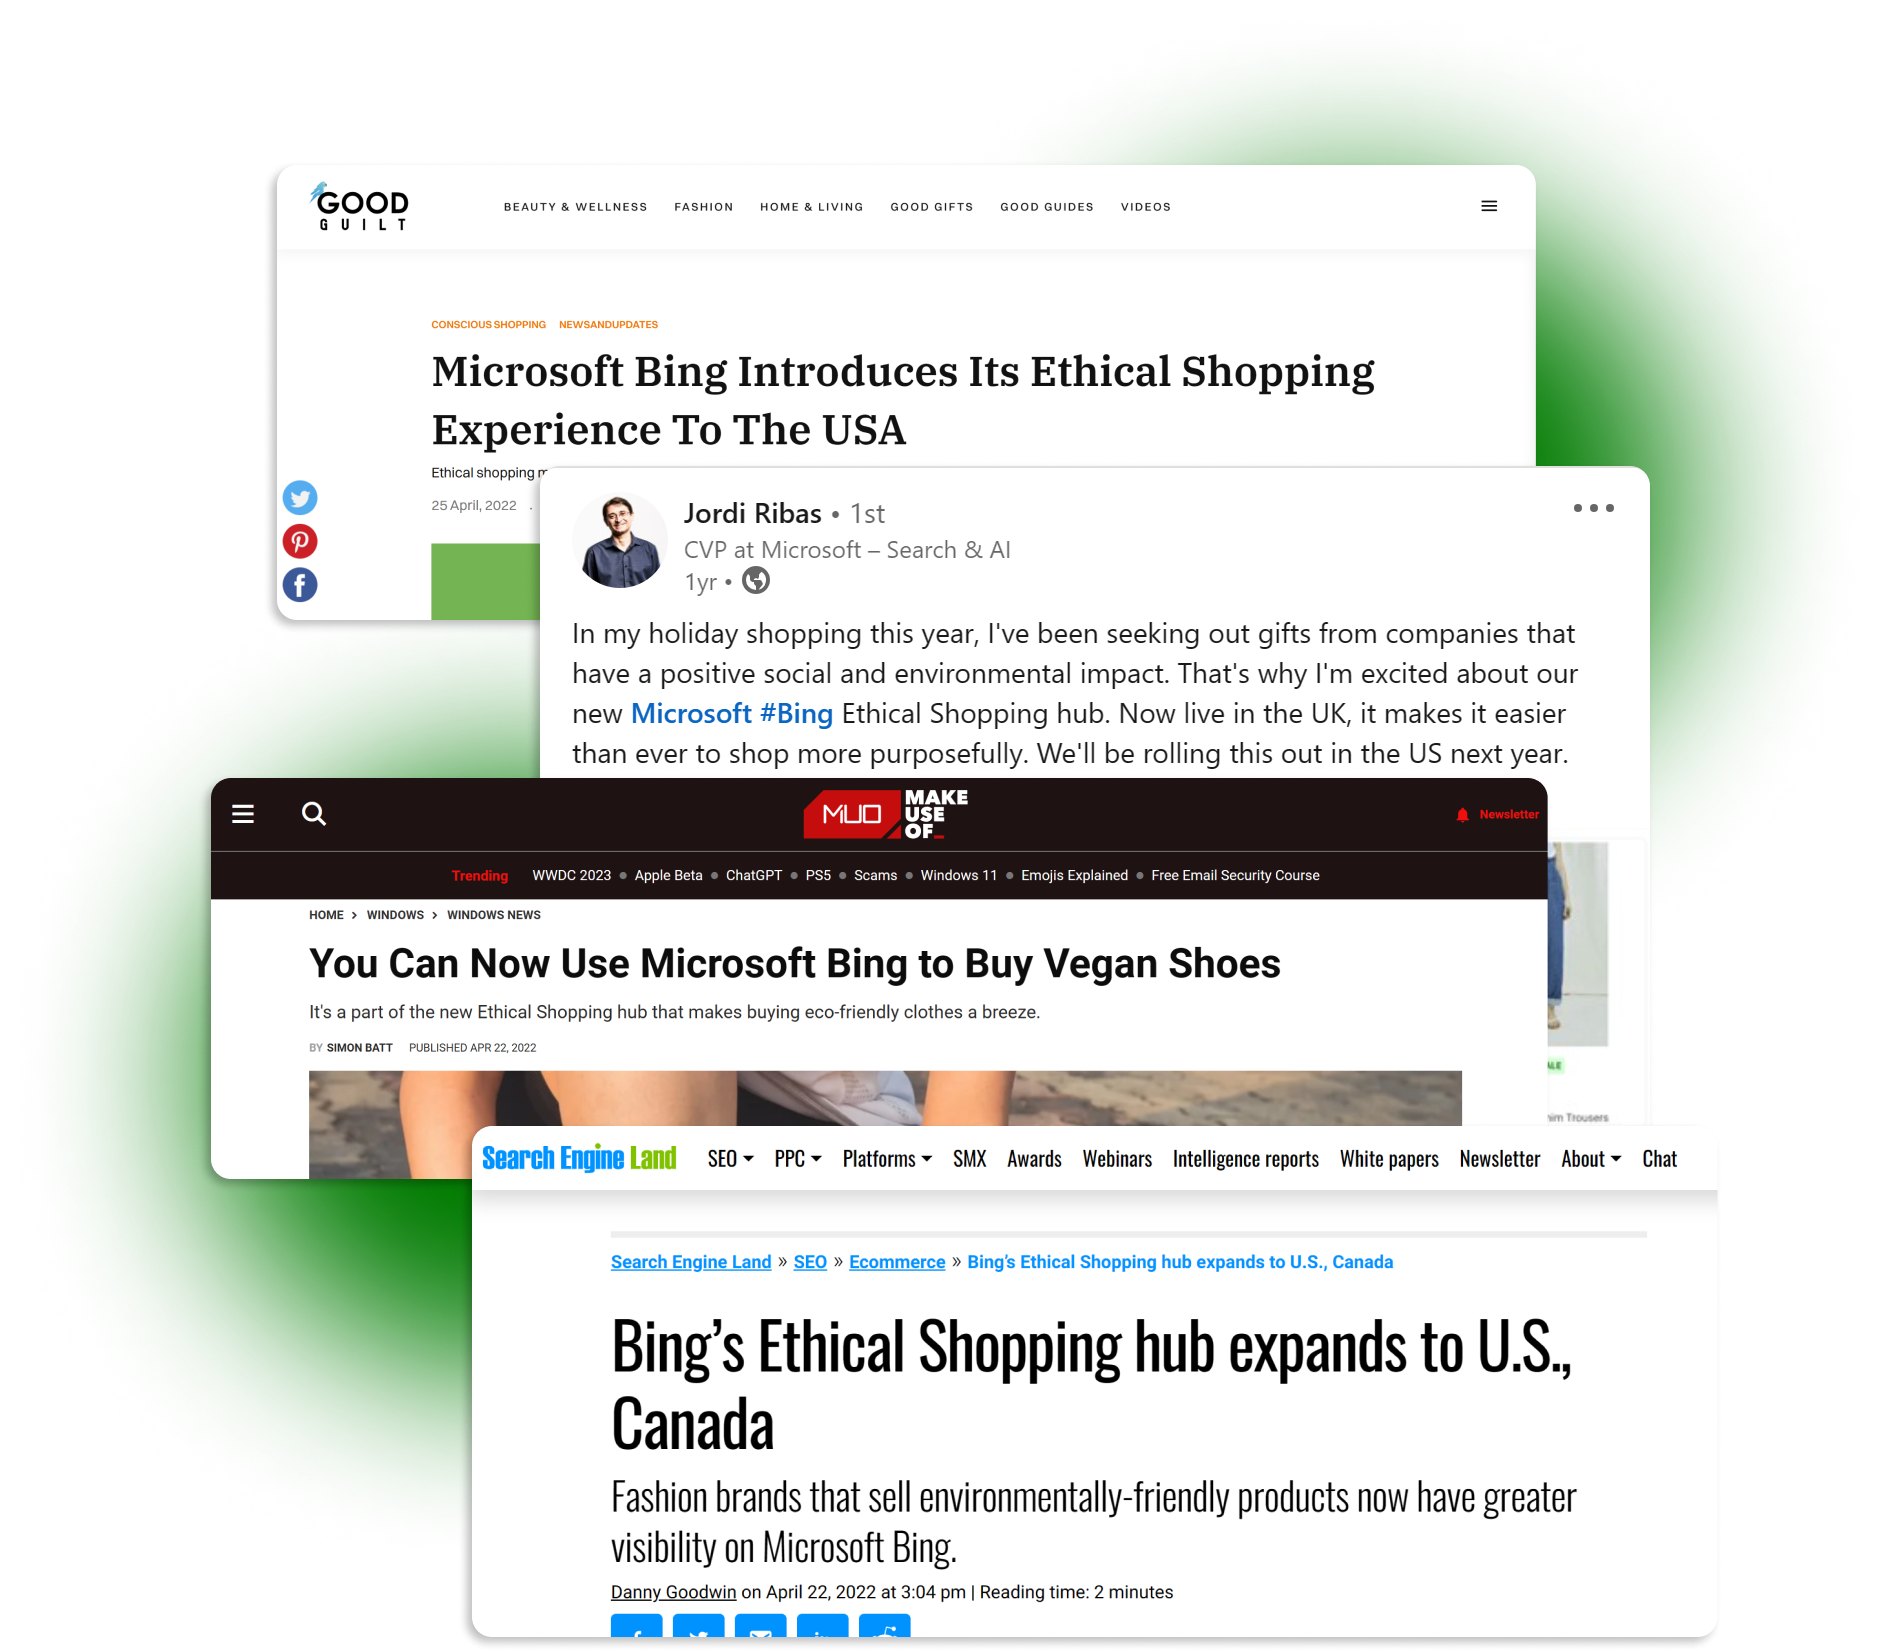 GOOD
GUILT
BEAUTY & WELLNESS FASHION HOME & LIVING GOOD GIFTS GOOD GUIDES VIDEOS
CONSCIOUS SHOPPING NEWSANDUPDATES
Microsoft Bing Introduces Its Ethical Shopping
Experience To The USA
Ethical shopping
25 April, 2022 .
Jordi Ribas • 1st
CVP at Microsoft – Search & AI
1yr •
In my holiday shopping this year, I've been seeking out gifts from companies that
have a positive social and environmental impact. That's why I'm excited about our
new Microsoft #Bing Ethical Shopping hub. Now live in the UK, it makes it easier
than ever to shop more purposefully. We'll be rolling this out in the US next year.
MUO MAKE
USE
OF_
Newsletter
Trending WWDC 2023 • Apple Beta • ChatGPT • PS5 • Scams • Windows 11 • Emojis Explained • Free Email Security Course
HOME > WINDOWS > WINDOWS NEWS
You Can Now Use Microsoft Bing to Buy Vegan Shoes
It's a part of the new Ethical Shopping hub that makes buying eco-friendly clothes a breeze.
BY SIMON BATT PUBLISHED APR 22, 2022
Trousers
Search Engine Land SEO PPC Platforms SMX Awards Webinars Intelligence reports White papers Newsletter About Chat
Search Engine Land » SEO » Ecommerce » Bing's Ethical Shopping hub expands to U.S., Canada
Bing's Ethical Shopping hub expands to U.S.,
Canada
Fashion brands that sell environmentally-friendly products now have greater
visibility on Microsoft Bing.
Danny Goodwin on April 22, 2022 at 3:04 pm | Reading time: 2 minutes